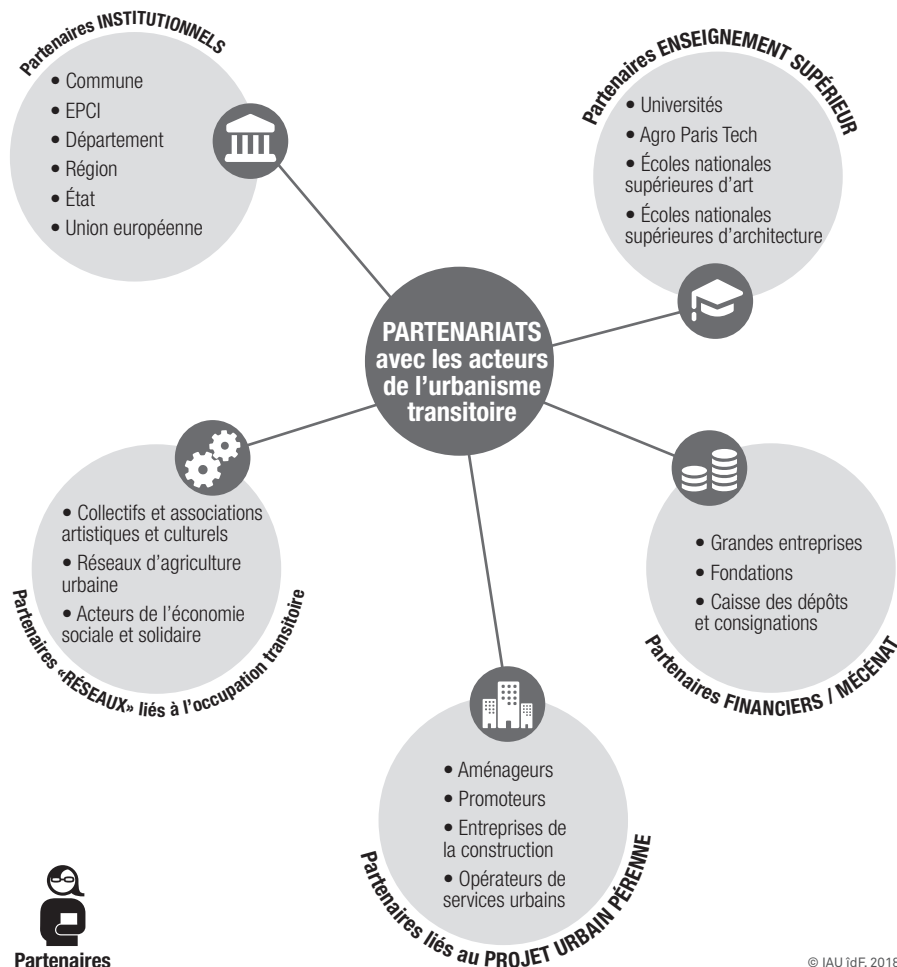 Partenaires INSTITUTIONNELS
• Commune
• EPCI
• Département
• Région
• État
• Union européenne
Partenaires ENSEIGNEMENT SUPÉRIEUR
• Universités
• Agro Paris Tech
• Écoles nationales
supérieures d'art
• Écoles nationales
supérieures d'architecture
PARTENARIATS
avec les acteurs
de l'urbanisme
transitoire
• Collectifs et associations
artistiques et culturels
• Réseaux d'agriculture
urbaine
• Acteurs de l'économie
sociale et solidaire
Partenaires «RÉSEAUX» liés à l'occupation transitoire
• Grandes entreprises
• Fondations
• Caisse des dépôts
et consignations
Partenaires FINANCIERS / MÉCÉNAT
• Aménageurs
• Promoteurs
• Entreprises de
la construction
• Opérateurs de
services urbains
Partenaires liés au PROJET URBAIN PÉRENNE
Partenaires
© IAU îdF, 2018